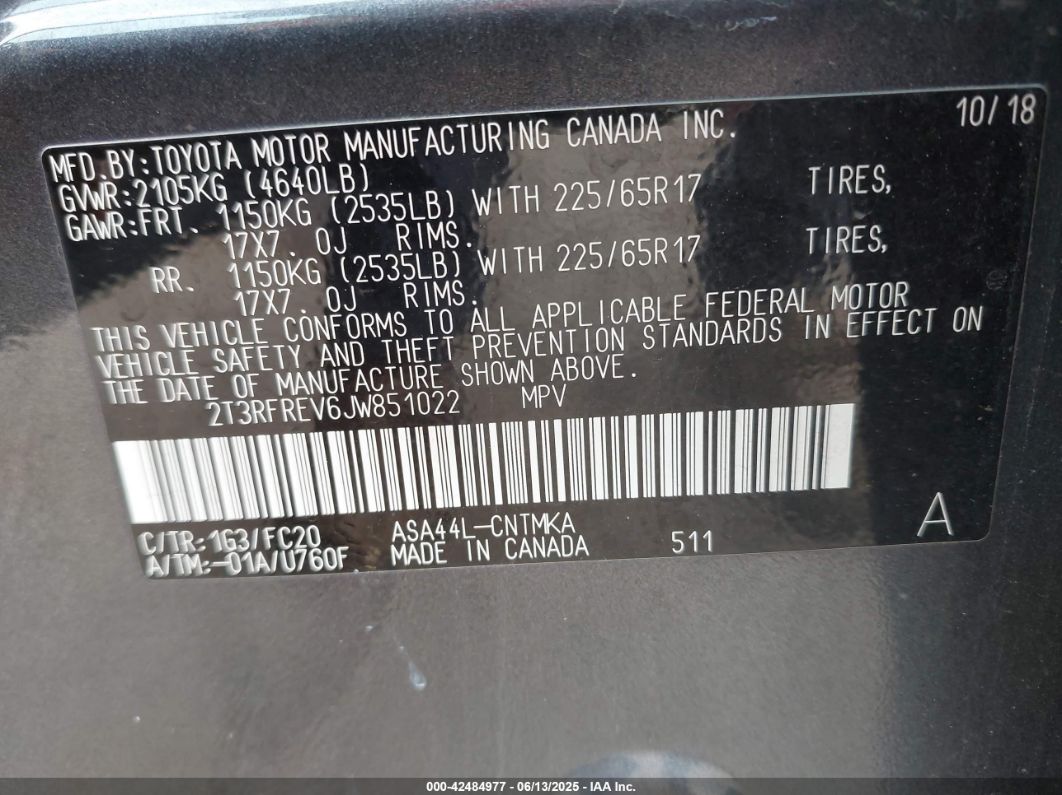 10/18
MFD.BY:TOYOTA MOTOR MANUFACTURING CANADA INC.
GVWR:2105KG (4640LB)
GAWR:FRT. 1150KG (2535LB) WITH 225/65R17 TIRES,
17X7.0J RIMS.
RR. 1150KG (2535LB) WITH 225/65R17 TIRES,
17X7.0J RIMS.
THIS VEHICLE CONFORMS TO ALL APPLICABLE FEDERAL MOTOR
VEHICLE SAFETY AND THEFT PREVENTION STANDARDS IN EFFECT ON
THE DATE OF MANUFACTURE SHOWN ABOVE.
2T3RFREV6JW851022 MPV
C/TR:1G3/FC20 ASA44L-CNTMKA
A/TM:-01A/U760F MADE IN CANADA 511
A
000-42484977 - 06/13/2025 - IAA Inc.